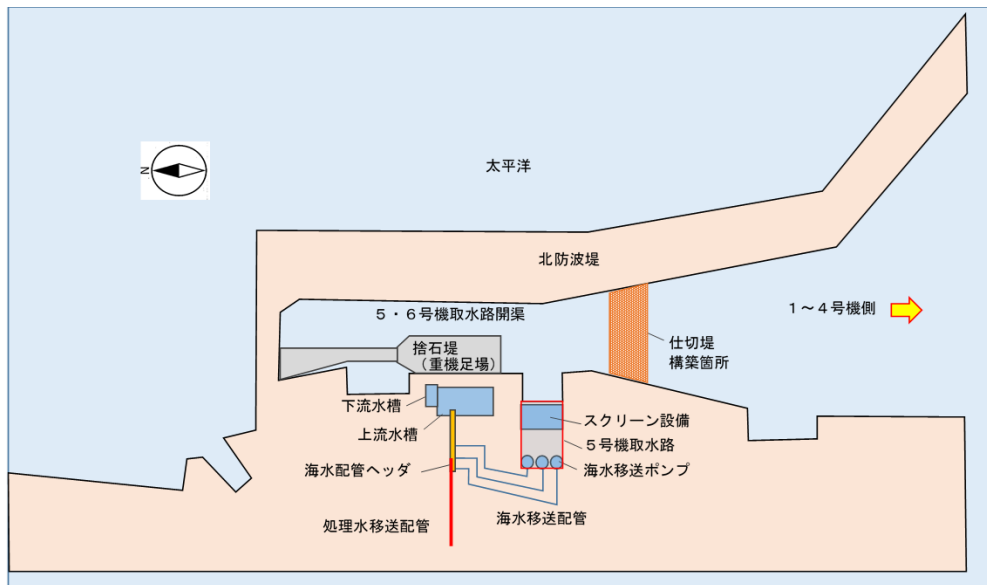 N
太平洋
北防波堤
5・6号機取水路開渠
1～4号機側
捨石堤
(重機足場)
仕切堤
構築箇所
下流水槽
上流水槽
スクリーン設備
5号機取水路
海水配管ヘッダ
海水移送ポンプ
処理水移送配管
海水移送配管